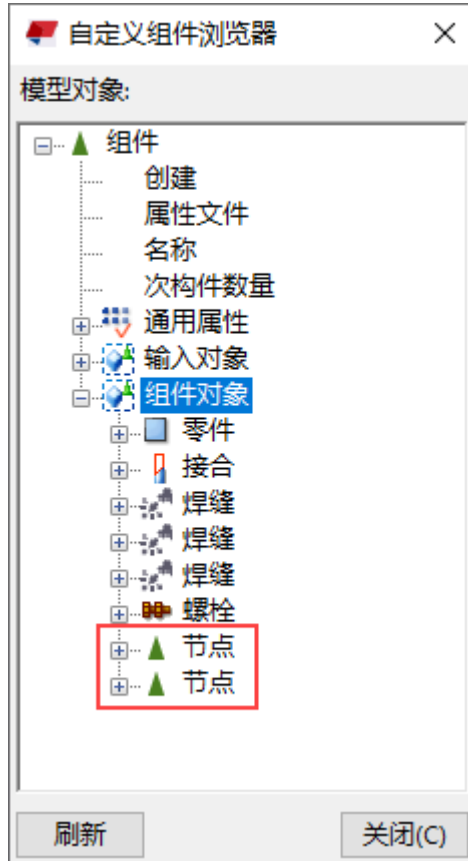 自定义组件浏览器
模型对象:
组件
创建
属性文件
名称
次构件数量
通用属性
输入对象
组件对象
零件
接合
焊缝
焊缝
焊缝
螺栓
节点
节点
刷新 关闭(C)